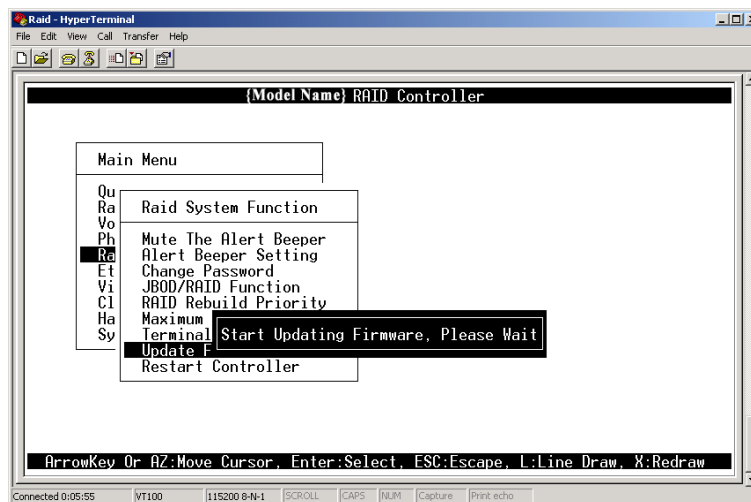 Raid - HyperTerminal
File Edit View Call Transfer Help
{Model Name} RAID Controller
Main Menu
Qu
Ra
Vo
Ph
Ra
Et
Vi
Cl
Ha
Sy
Raid System Function
Mute The Alert Beeper
Alert Beeper Setting
Change Password
JBOD/RAID Function
RAID Rebuild Priority
Maximum
Terminal
Update F
Restart Controller
Start Updating Firmware, Please Wait
ArrowKey Or AZ:Move Cursor, Enter:Select, ESC:Escape, L:Line Draw, X:Redraw
Connected 0:05:55 VT100 115200 8-N-1 SCROLL CAPS NUM Capture Print echo